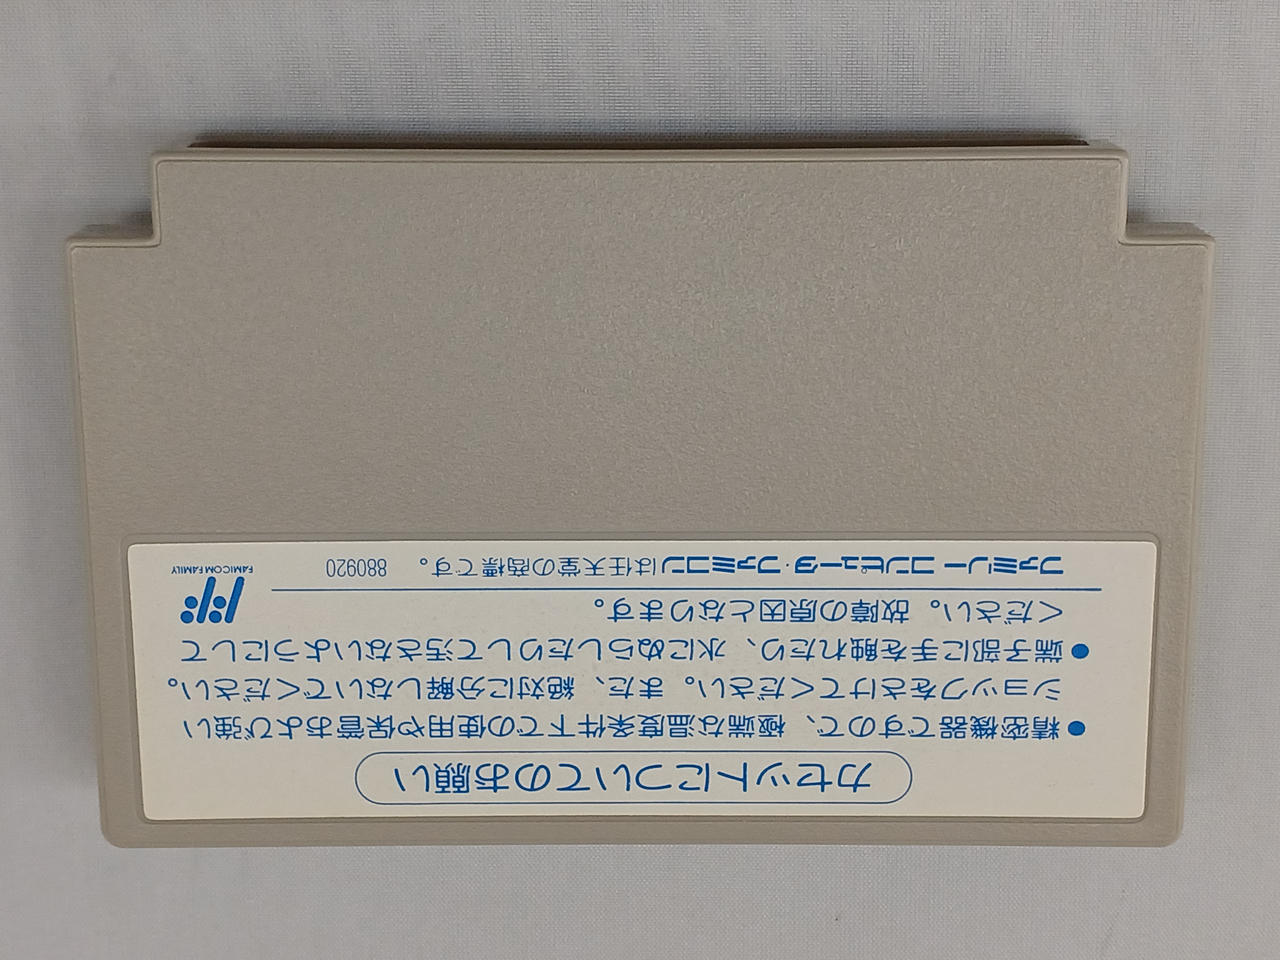 カセットについてのお願い
●精密機器ですので、極端な温度条件下での使用や保管および強い
ショックをさけてください。また、絶対に分解しないでください。
●端子部に手を触れたり、水にぬらしたりして汚さないようにして
ください。故障の原因となります。
ファミリーコンピュータ・ファミコンは任天堂の商標です。 880920
FAMICOM FAMILY